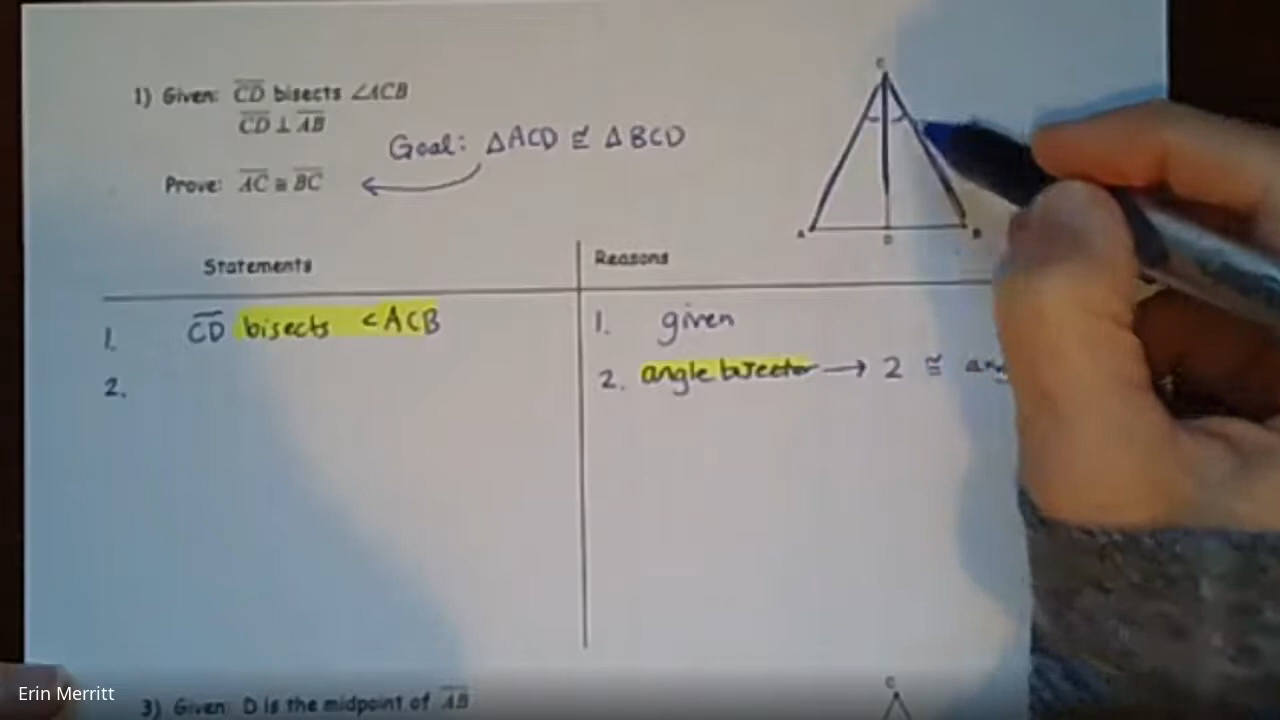 1) Given: CD bisects ∠ACB
CD ⊥ AB
Goal: △ACD ≅ △BCD
Prove: AC ≅ BC
C
A
D
B
Statements
Reasons
1. CD bisects <ACB
1. given
2.
2. angle bisector → 2 ≅
3) Given: D is the midpoint of AB
C
Erin Merritt